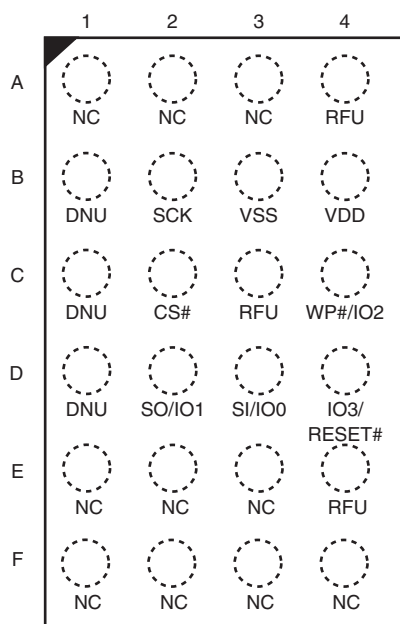 1 2 3 4
A
NC NC NC RFU
B
DNU SCK VSS VDD
C
DNU CS# RFU WP#/IO2
D
DNU SO/IO1 SI/IO0 IO3/
RESET#
E
NC NC NC RFU
F
NC NC NC NC